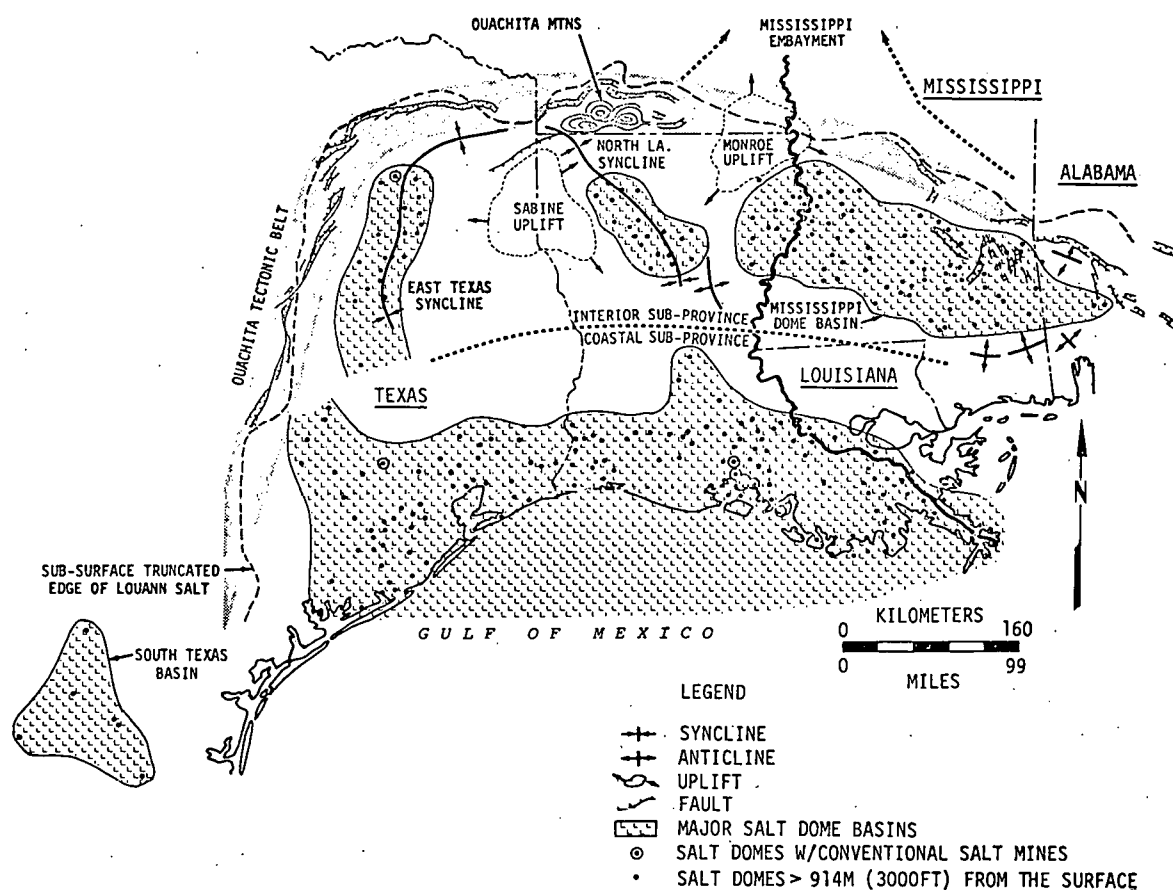 OUACHITA MTNS
MISSISSIPPI
EMBAYMENT
MISSISSIPPI
ALABAMA
NORTH LA.
SYNCLINE
MONROE
UPLIFT
SABINE
UPLIFT
OUACHITA TECTONIC BELT
EAST TEXAS
SYNCLINE
INTERIOR SUB-PROVINCE
COASTAL SUB-PROVINCE
MISSISSIPPI
DOME BASIN
TEXAS
LOUISIANA
N
SUB-SURFACE TRUNCATED
EDGE OF LOUANN SALT
SOUTH TEXAS
BASIN
GULF OF MEXICO
KILOMETERS
0 160
0 99
MILES
LEGEND
SYNCLINE
ANTICLINE
UPLIFT
FAULT
MAJOR SALT DOME BASINS
SALT DOMES W/CONVENTIONAL SALT MINES
SALT DOMES > 914M (3000FT) FROM THE SURFACE